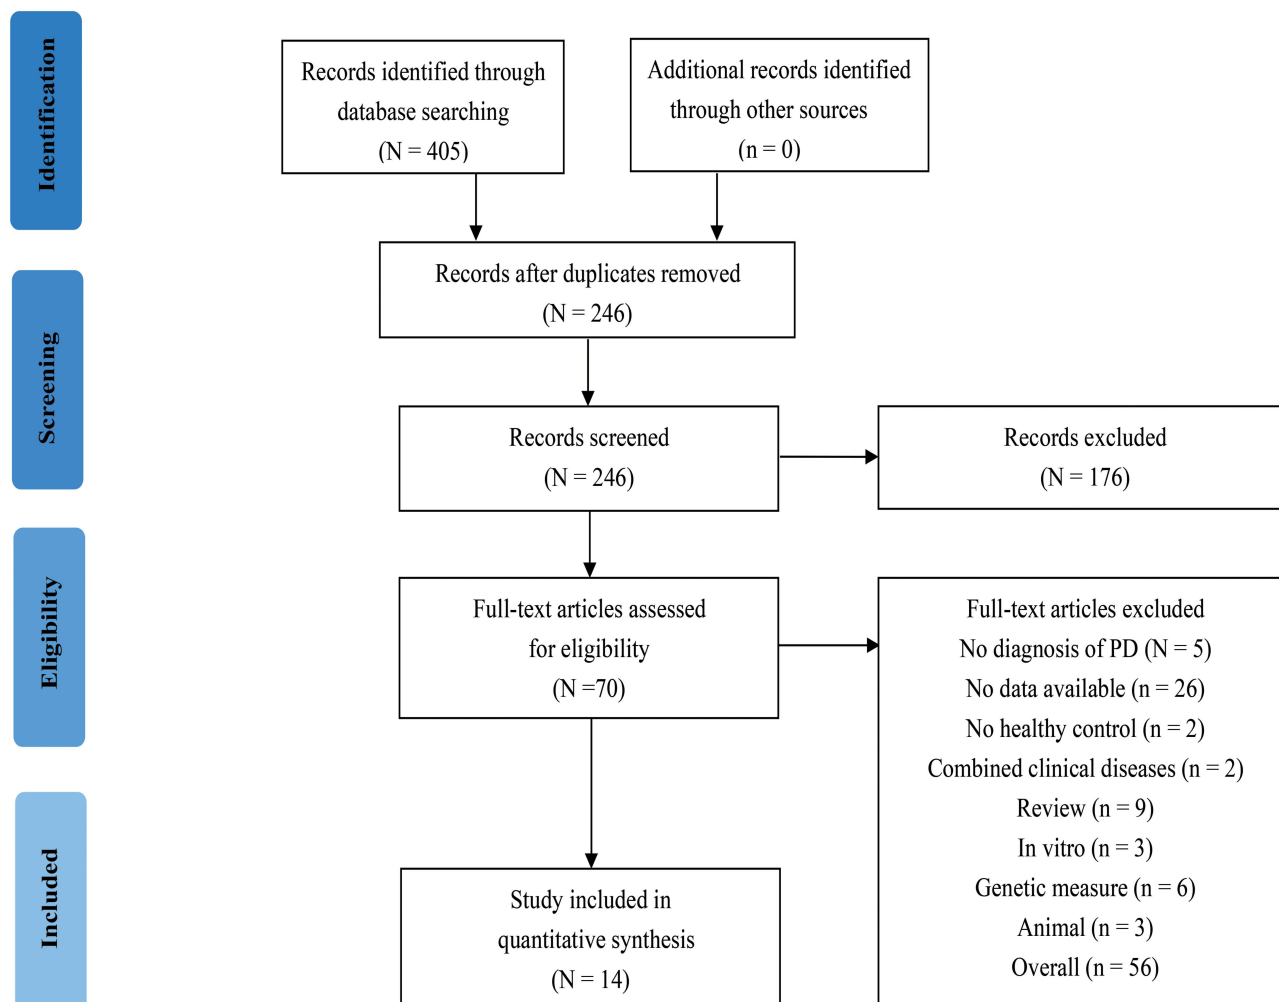 Identification
Records identified through
database searching
(N = 405)
Additional records identified
through other sources
(n = 0)
Records after duplicates removed
(N = 246)
Screening
Records screened
(N = 246)
Records excluded
(N = 176)
Eligibility
Full-text articles assessed
for eligibility
(N =70)
Full-text articles excluded
No diagnosis of PD (N = 5)
No data available (n = 26)
No healthy control (n = 2)
Combined clinical diseases (n = 2)
Review (n = 9)
In vitro (n = 3)
Genetic measure (n = 6)
Animal (n = 3)
Overall (n = 56)
Included
Study included in
quantitative synthesis
(N = 14)